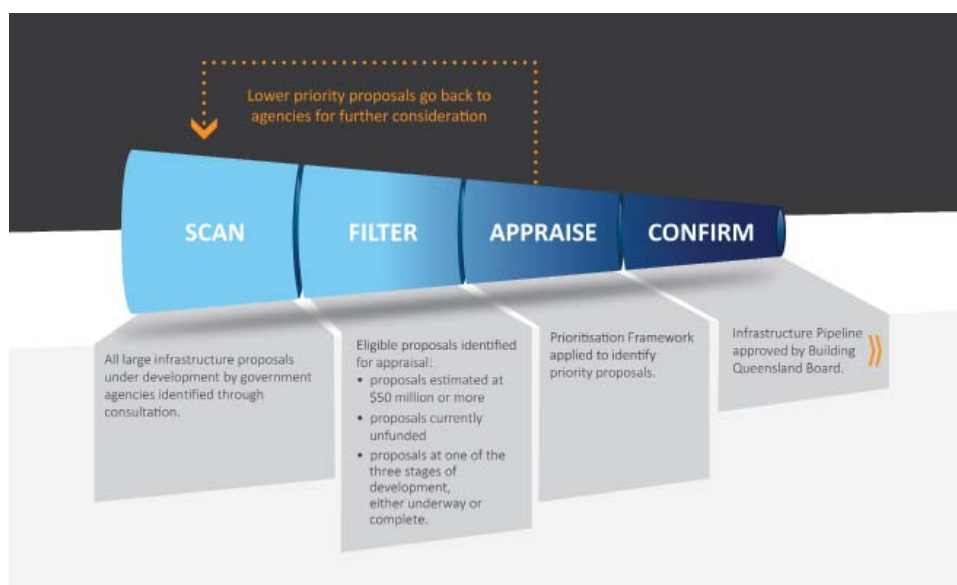 Lower priority proposals go back to
agencies for further consideration
SCAN
FILTER
APPRAISE
CONFIRM
All large infrastructure proposals
under development by government
agencies identified through
consultation.
Eligible proposals identified
for appraisal:
• proposals estimated at
$50 million or more
• proposals currently
unfunded
• proposals at one of the
three stages of
development,
either underway or
complete.
Prioritisation Framework
applied to identify
priority proposals.
Infrastructure Pipeline
approved by Building
Queensland Board.